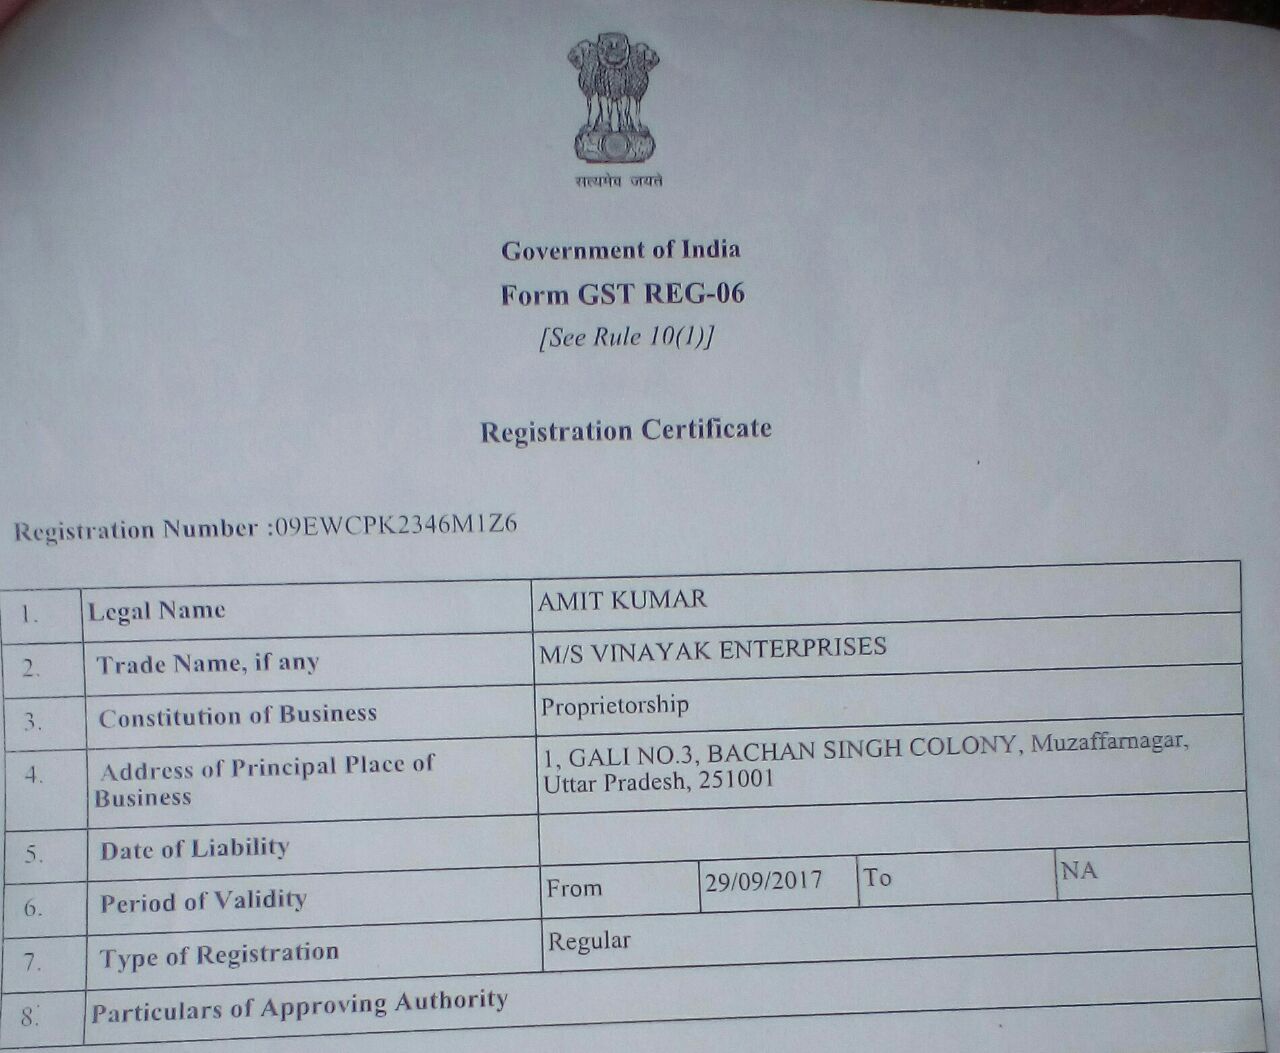 सत्यमेव जयते
Government of India
Form GST REG-06
[See Rule 10(1)]
Registration Certificate
Registration Number :09EWCPK2346M1Z6
1. Legal Name AMIT KUMAR
2. Trade Name, if any M/S VINAYAK ENTERPRISES
3. Constitution of Business Proprietorship
4. Address of Principal Place of Business 1, GALI NO.3, BACHAN SINGH COLONY, Muzaffarnagar,
Uttar Pradesh, 251001
5. Date of Liability
6. Period of Validity From 29/09/2017 To NA
7. Type of Registration Regular
8. Particulars of Approving Authority